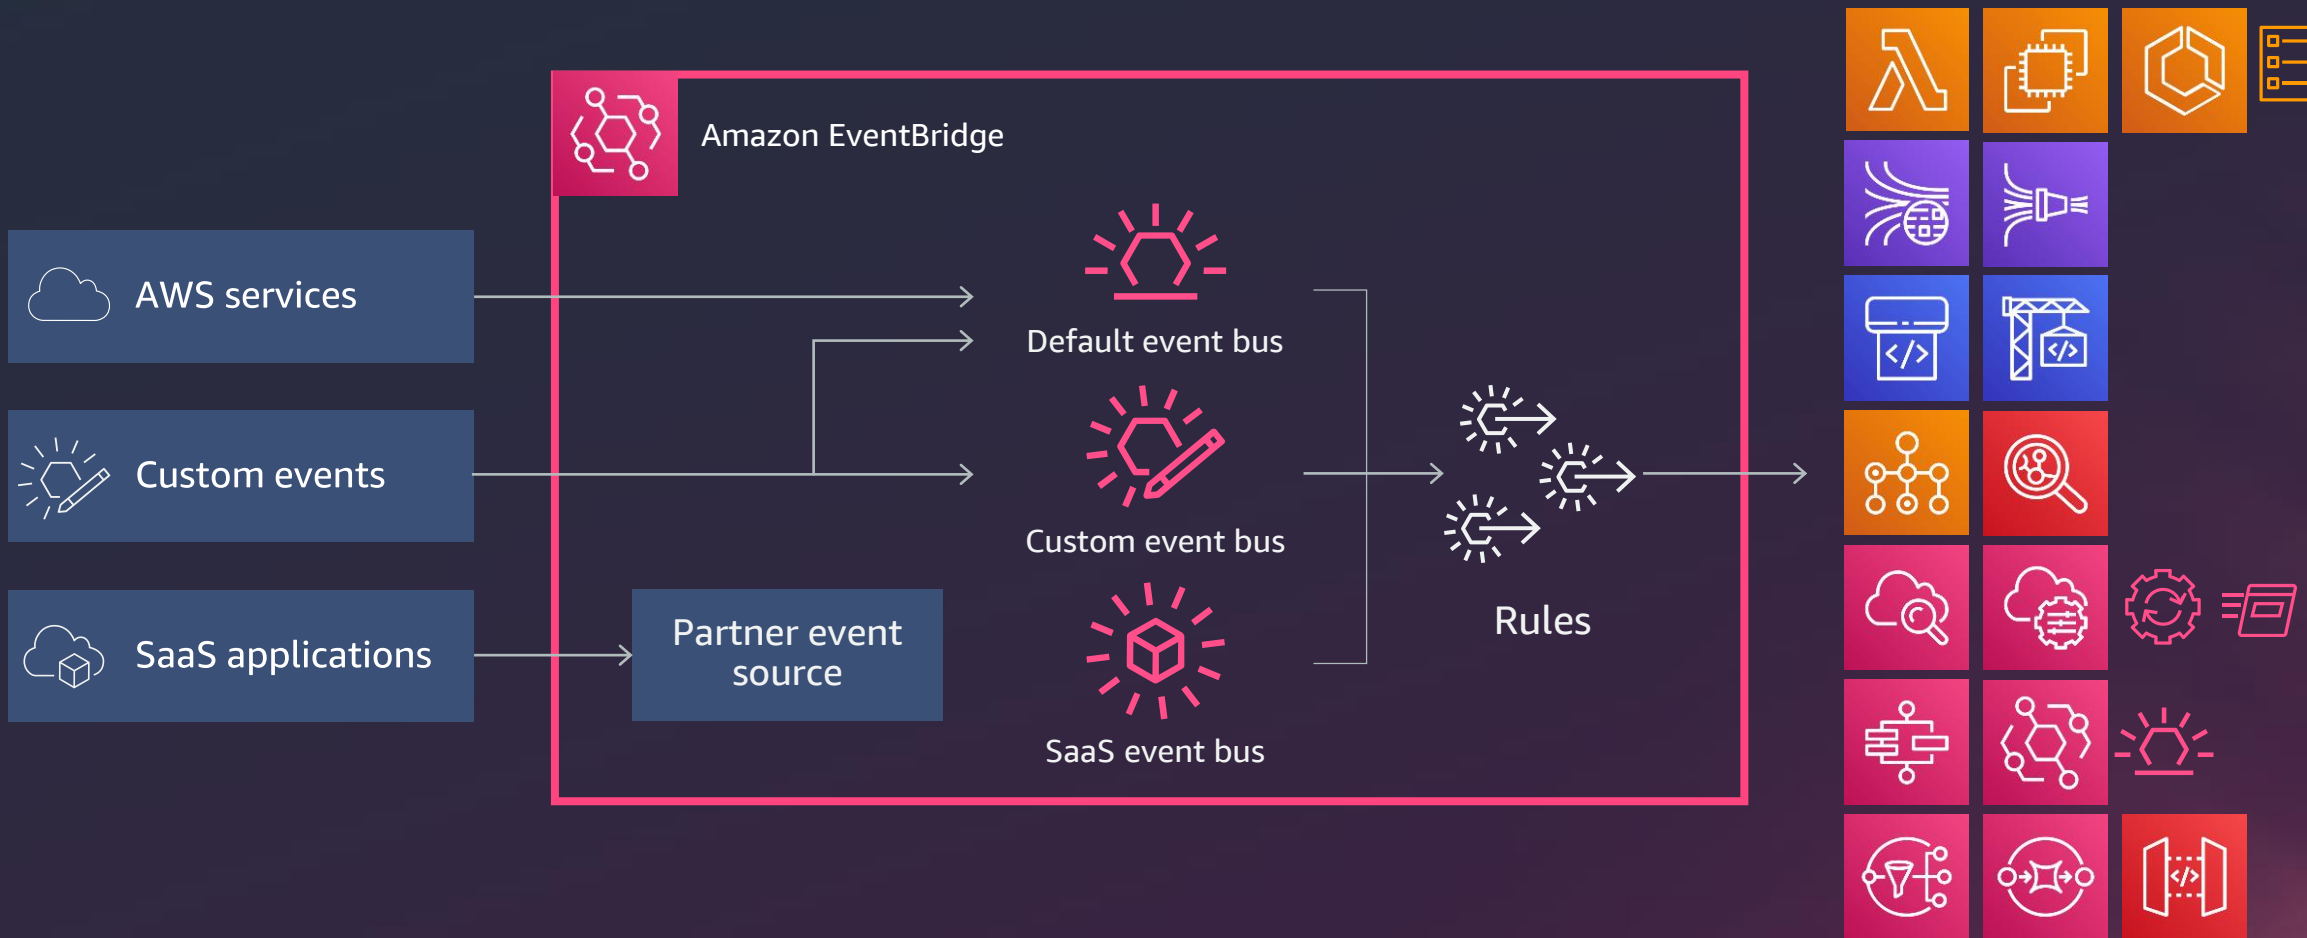 Amazon EventBridge
AWS services
Default event bus
Custom events
Custom event bus
SaaS applications
Partner event
source
SaaS event bus
Rules